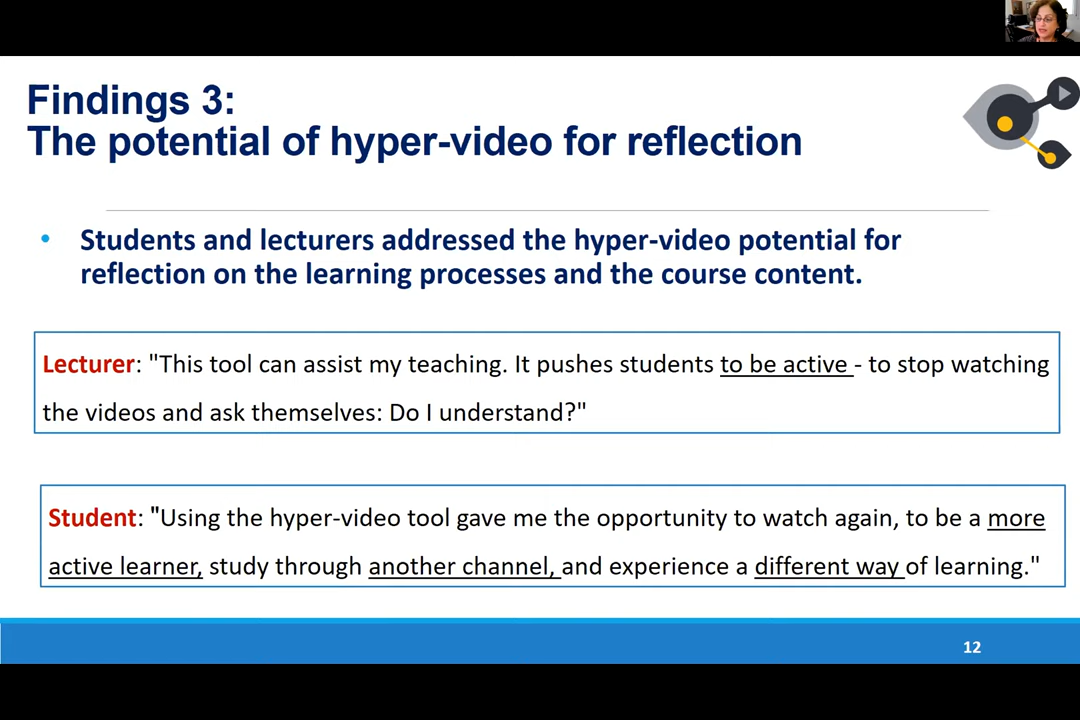 Findings 3:
The potential of hyper-video for reflection
• Students and lecturers addressed the hyper-video potential for
reflection on the learning processes and the course content.
Lecturer: "This tool can assist my teaching. It pushes students to be active - to stop watching
the videos and ask themselves: Do I understand?"
Student: "Using the hyper-video tool gave me the opportunity to watch again, to be a more
active learner, study through another channel, and experience a different way of learning."
12